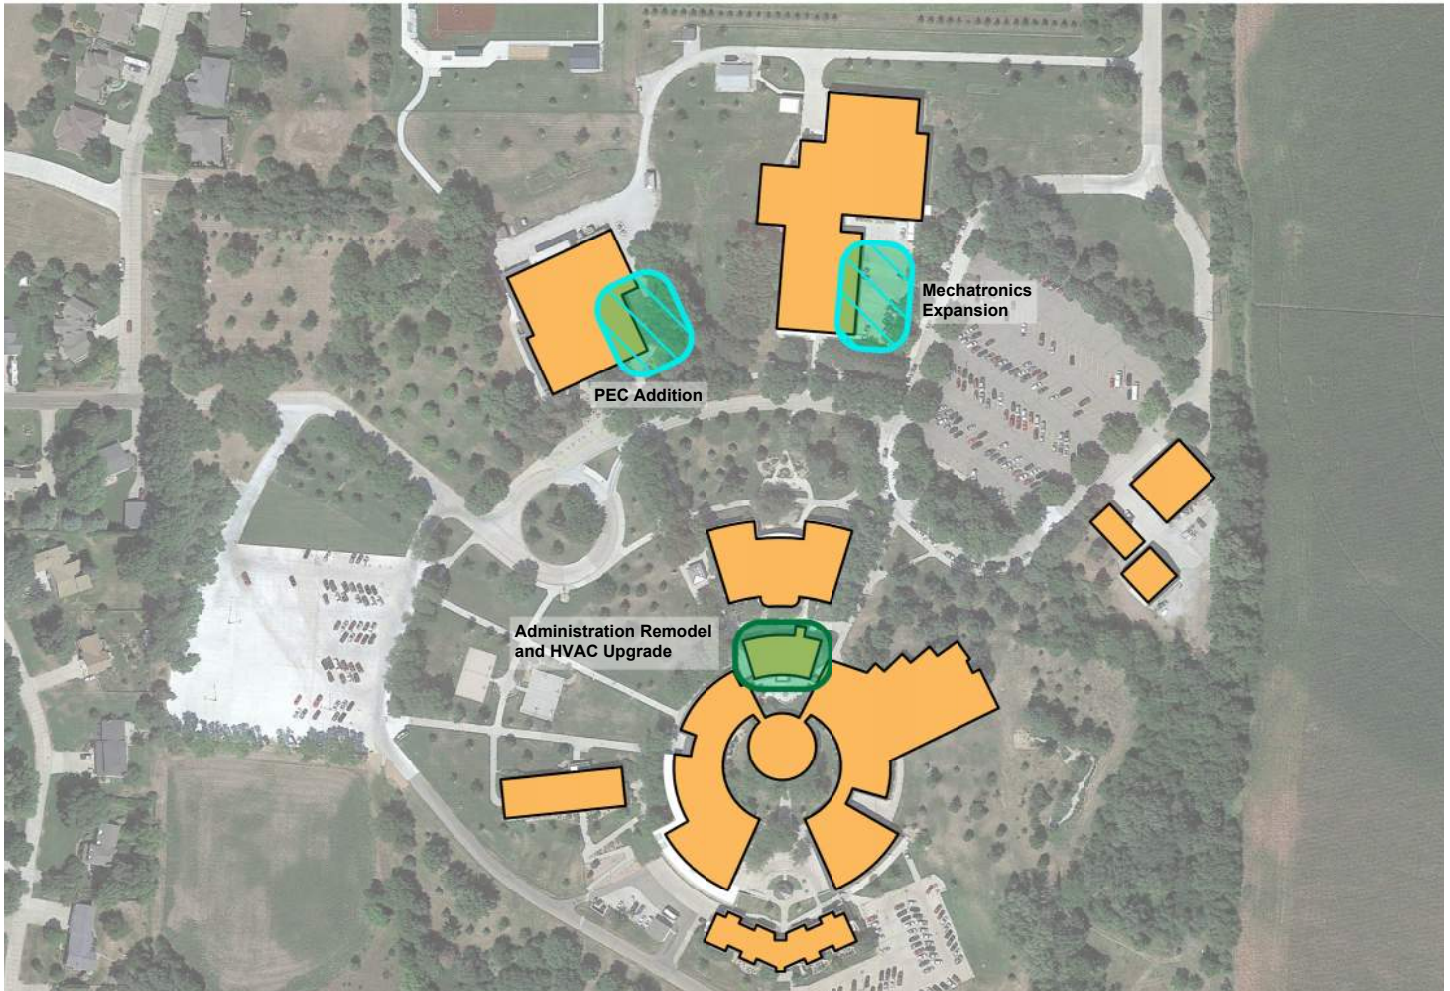 Mechatronics
Expansion
PEC Addition
Administration Remodel
and HVAC Upgrade